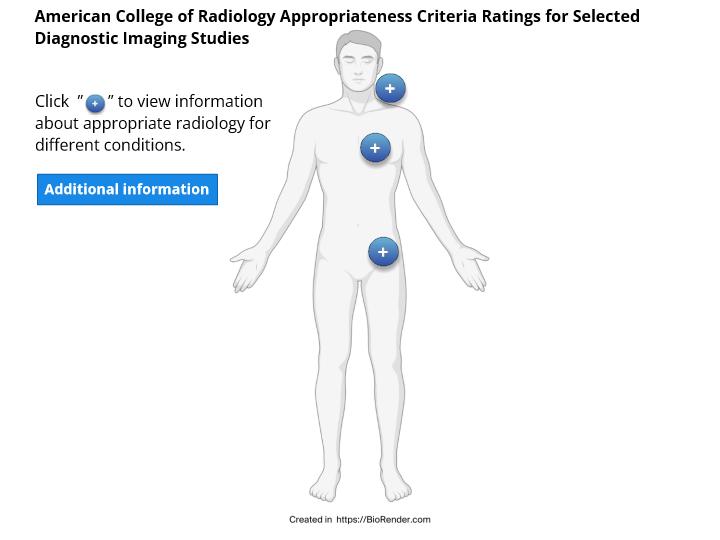 American College of Radiology Appropriateness Criteria Ratings for Selected
Diagnostic Imaging Studies
Click "+" to view information
about appropriate radiology for
different conditions.
Additional information
Created in https://BioRender.com